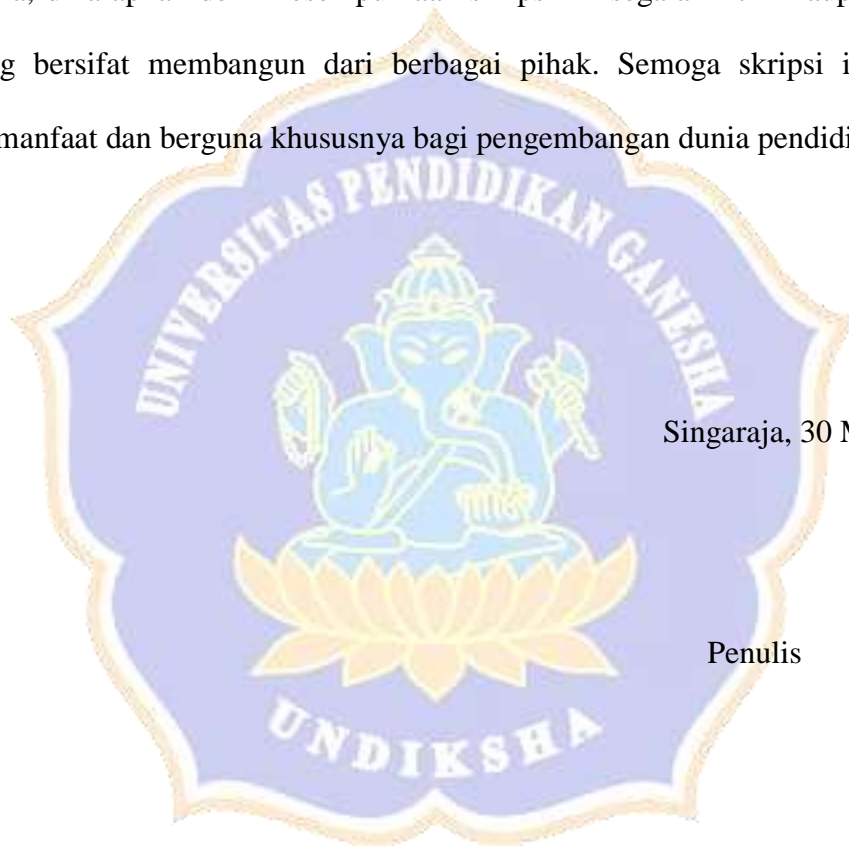 bersifat membangun dari berbagai pihak. Semoga skripsi
manfaat dan berguna khususnya bagi pengembangan dunia
UNIVERSITAS PENDIDIKAN GANESHA
Singaraja, 30
Penulis
UNDIKSHA